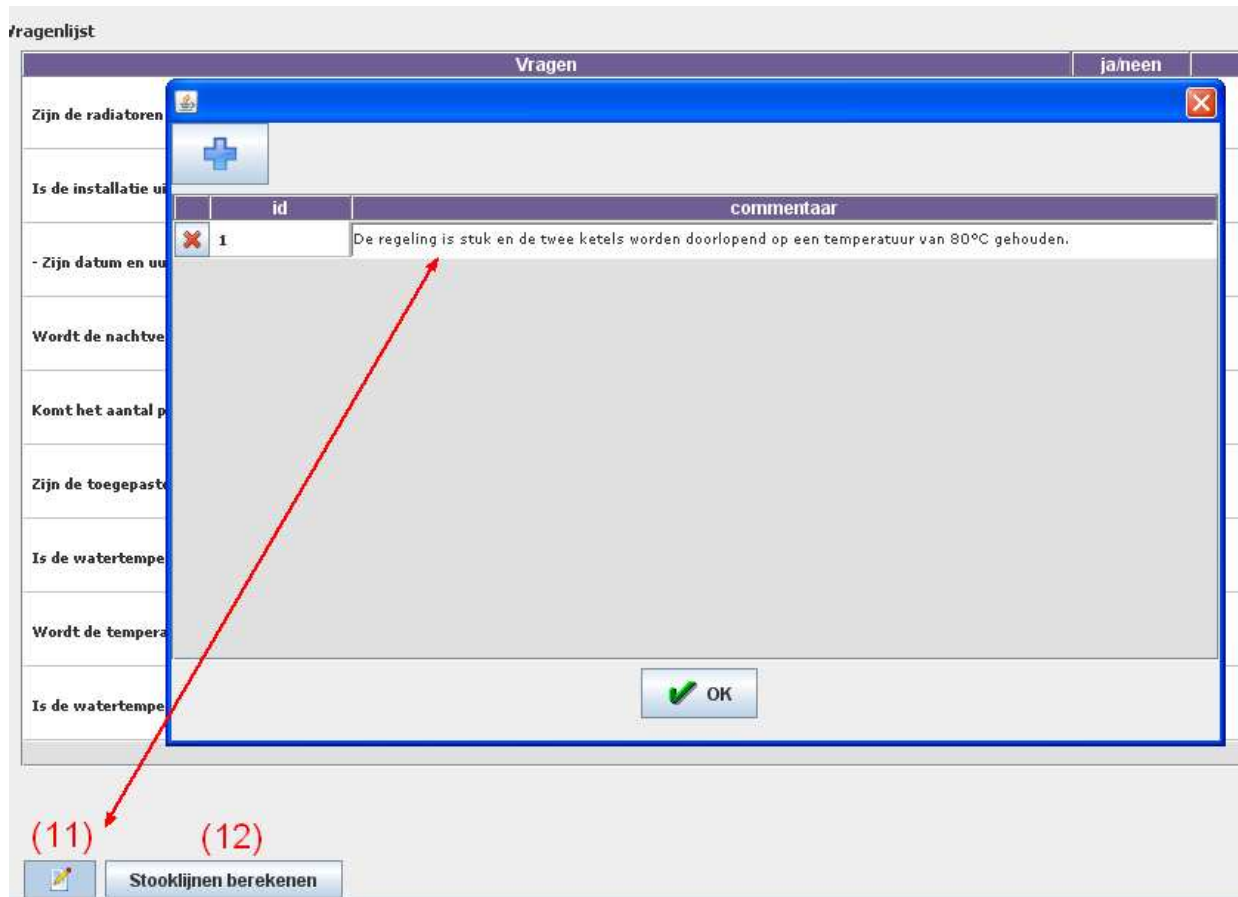 Vragenlijst
Vragen ja/neen
Zijn de radiatoren
Is de installatie ui
id commentaar
1 De regeling is stuk en de twee ketels worden doorlopend op een temperatuur van 80°C gehouden.
- Zijn datum en uu
Wordt de nachtve
Komt het aantal p
Zijn de toegepaste
Is de watertempe
Wordt de tempera
Is de watertempe
OK
(11) (12)
Stooklijnen berekenen